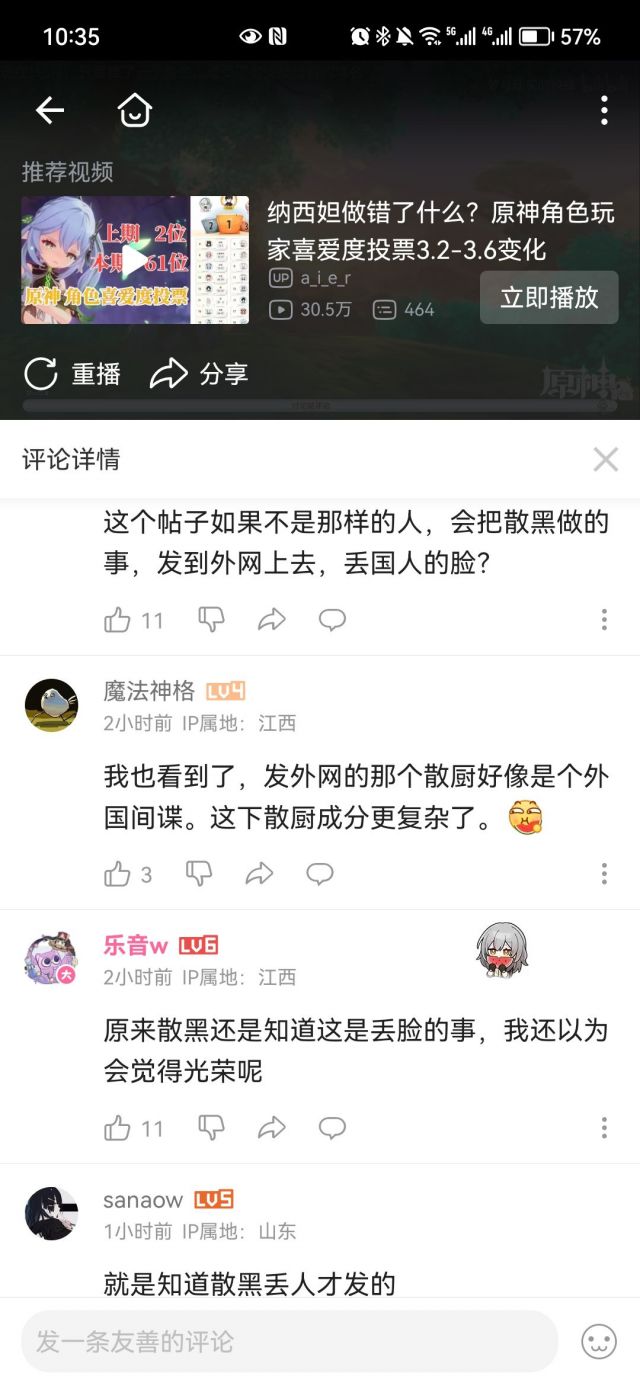 10:35
5G
4G
57%
推荐视频
上期 2位
本期 61位
原神角色喜爱度投票
1
2
纳西妲做错了什么？原神角色玩
家喜爱度投票3.2-3.6变化
UP a_i_e_r
30.5万 464
立即播放
重播 分享
原神
评论详情
这个帖子如果不是那样的人，会把散黑做的
事，发到外网上去，丢国人的脸？
11
魔法神格 LV4
2小时前 IP属地：江西
我也看到了，发外网的那个散厨好像是个外
国间谍。这下散厨成分更复杂了。
3
乐音w LV6
大
2小时前 IP属地：江西
原来散黑还是知道这是丢脸的事，我还以为
会觉得光荣呢
11
sanaow LV5
1小时前 IP属地：山东
就是知道散黑丢人才发的
发一条友善的评论